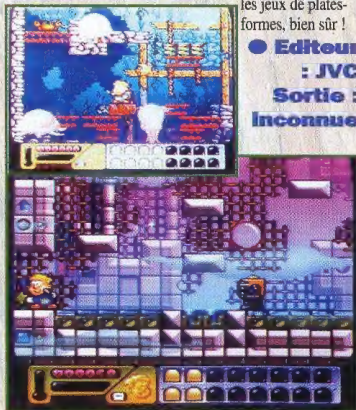 les jeux de plates-
formes, bien sûr !
● Editeur
: JVC
Sortie :
Inconnue